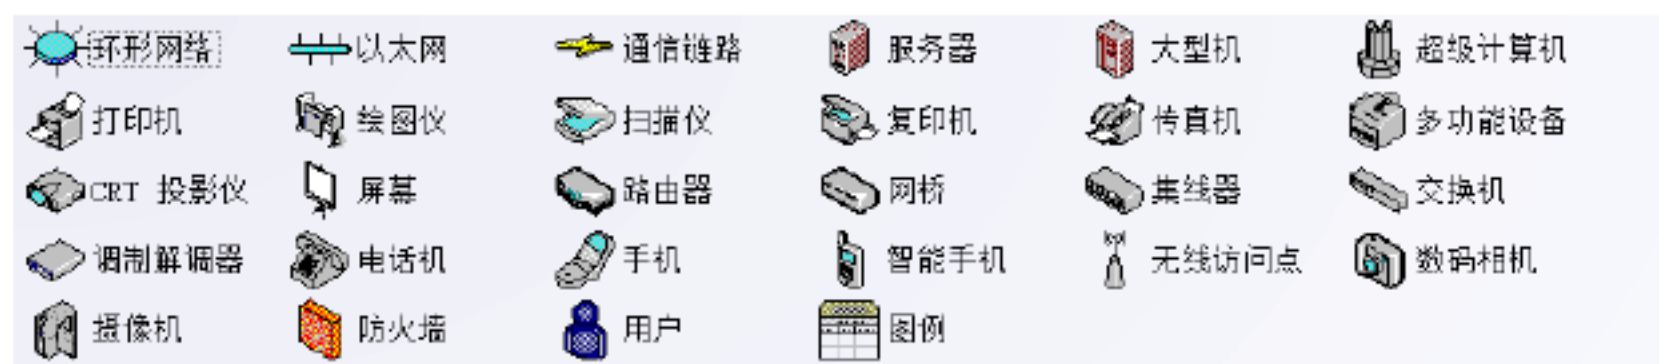 环形网络 以太网 通信链路 服务器 大型机 超级计算机
打印机 绘图仪 扫描仪 复印机 传真机 多功能设备
CRT 投影仪 屏幕 路由器 网桥 集线器 交换机
调制解调器 电话机 手机 智能手机 无线访问点 数码相机
摄像机 防火墙 用户 图例